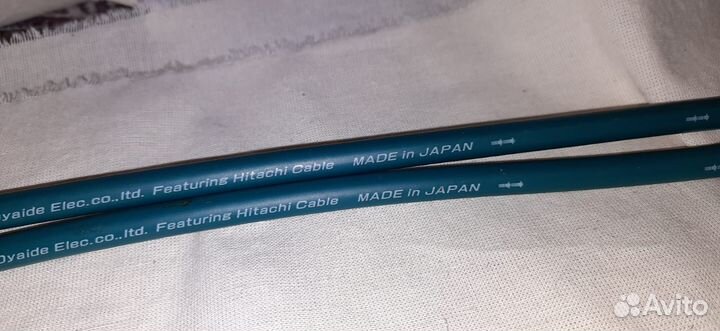 Oyaide Elec.co.,ltd. Featuring Hitachi Cable MADE in JAPAN
Oyaide Elec.co.,ltd. Featuring Hitachi Cable MADE in JAPAN
Avito